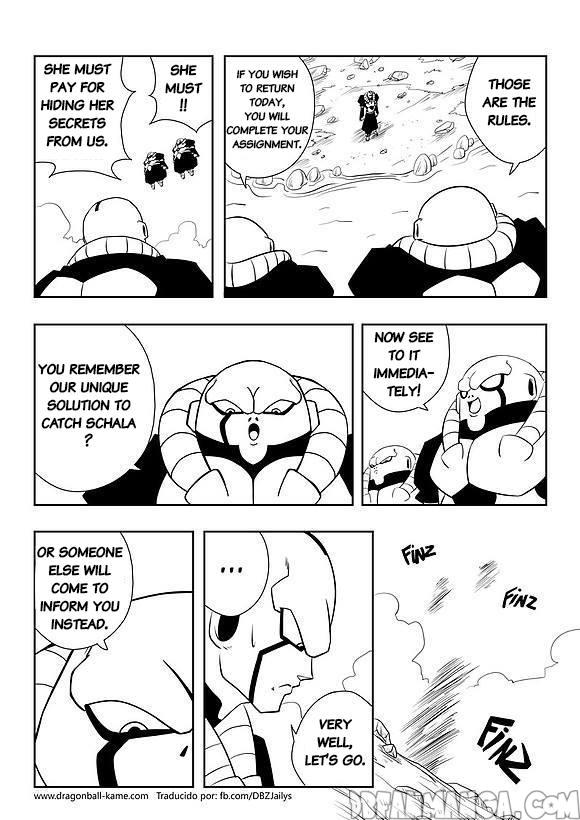 SHE MUST
PAY FOR
HIDING HER
SECRETS
FROM US.
SHE
MUST
!!
IF YOU WISH
TO RETURN
TODAY,
YOU WILL
COMPLETE YOUR
ASSIGNMENT.
THOSE
ARE THE
RULES.
YOU REMEMBER
OUR UNIQUE
SOLUTION TO
CATCH SCHALA
?
NOW SEE
TO IT
IMMEDIA-
TELY!
OR SOMEONE
ELSE WILL
COME TO
INFORM YOU
INSTEAD.
...
VERY
WELL,
LET'S GO.
FINZ
FINZ
FINZ
www.dragonball-kame.com Traducido por: fb.com/DBZJailys
DREAMMANGA.COM